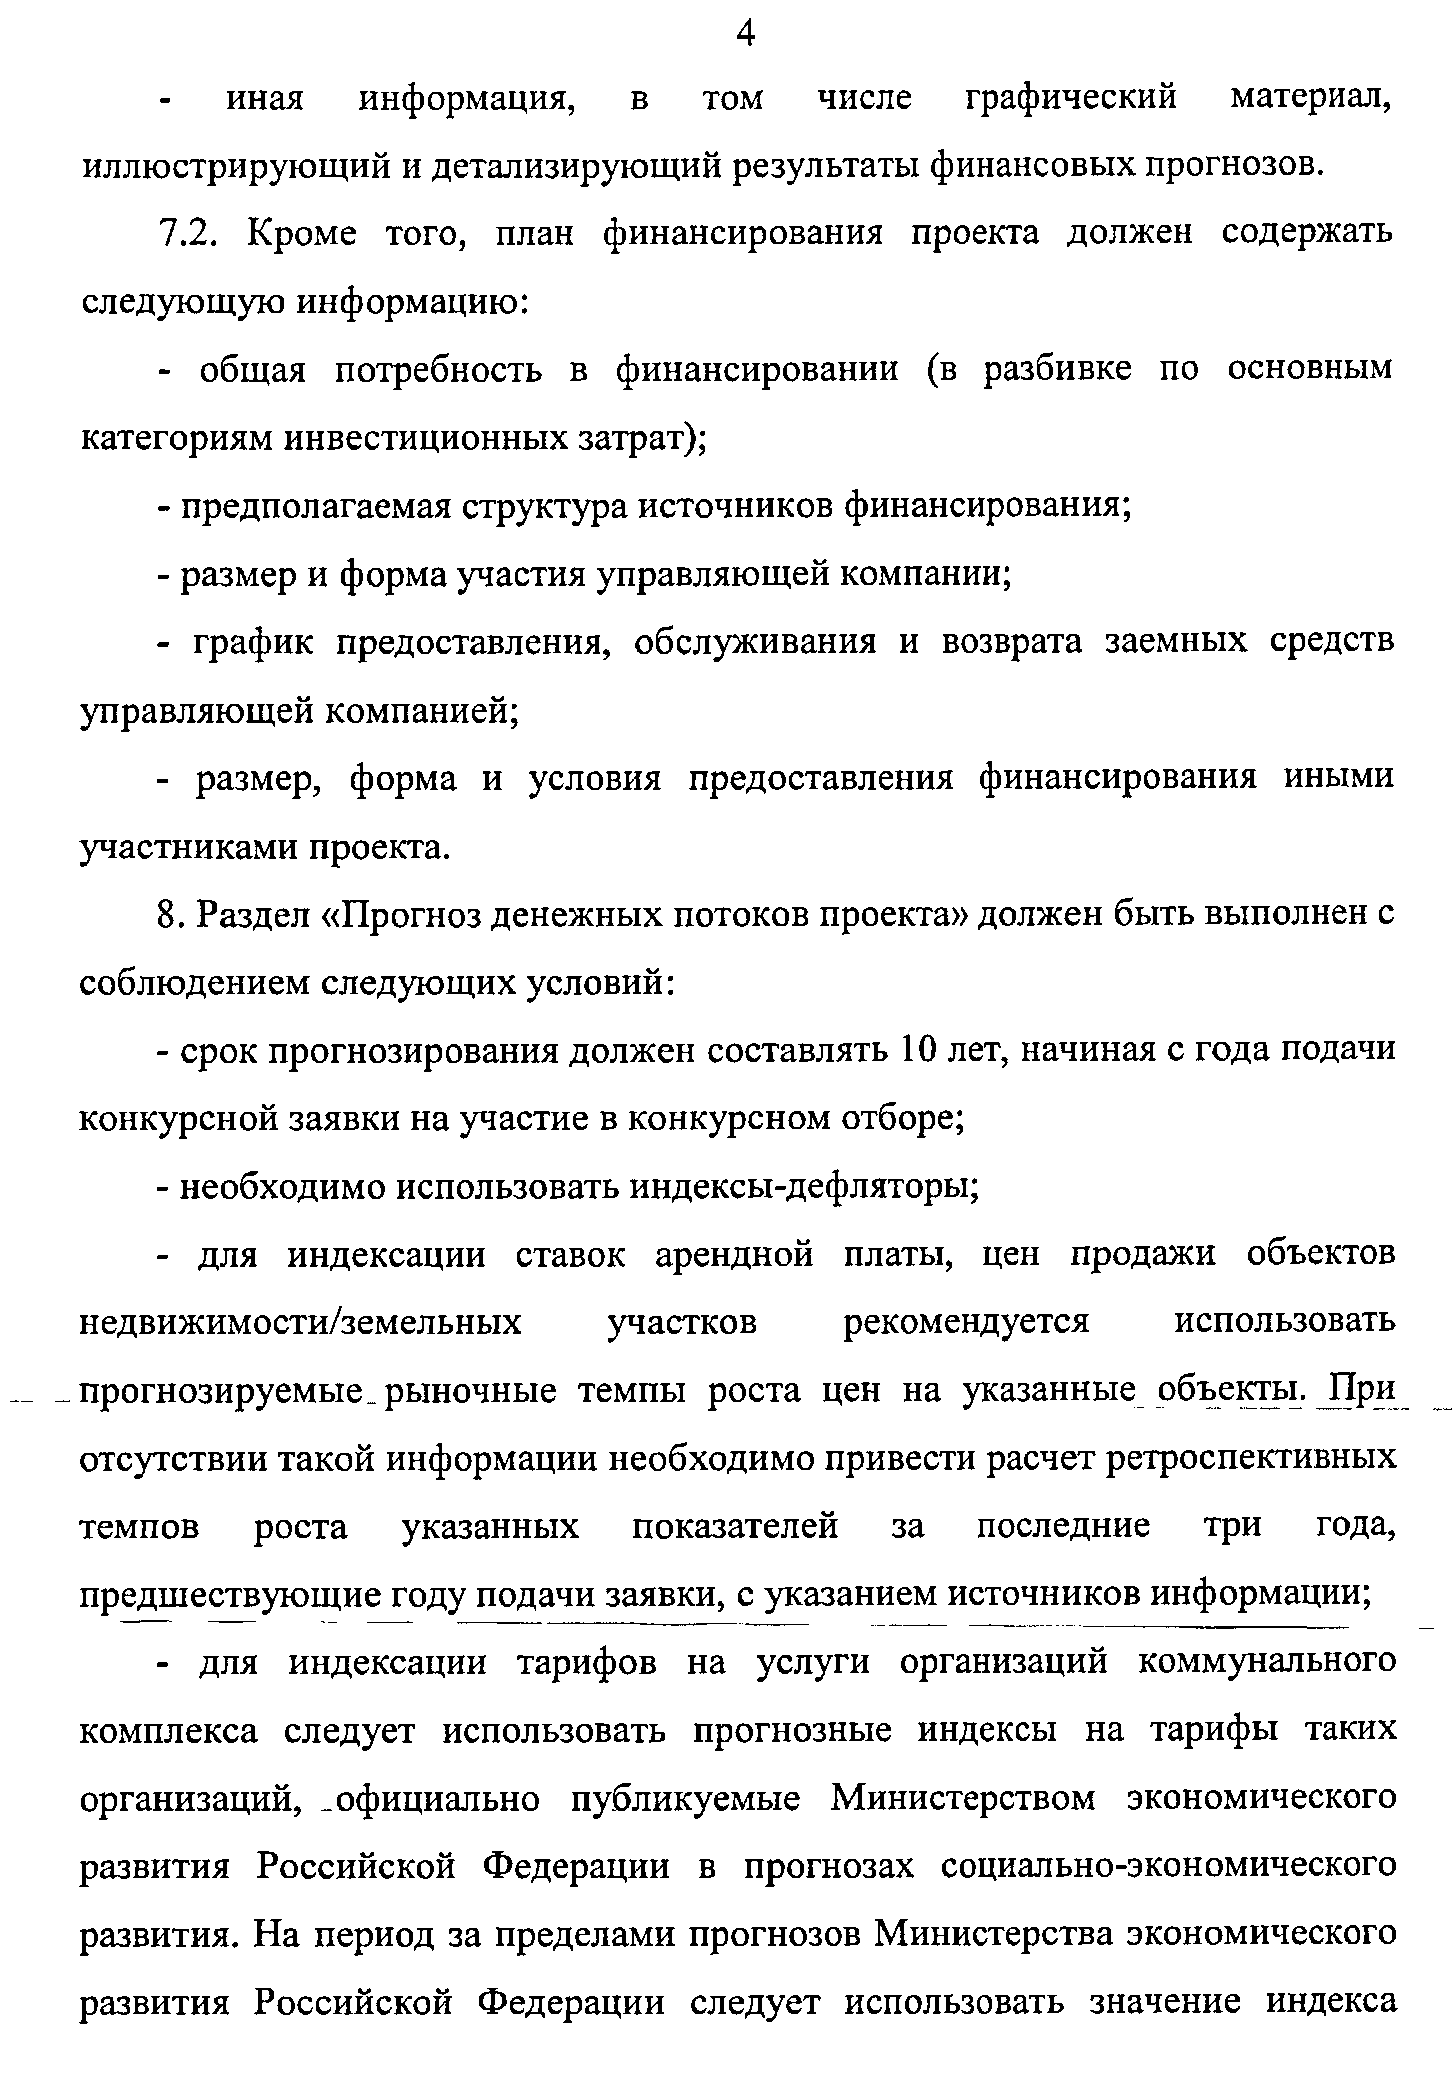 4
- иная информация, в том числе графический материал,
иллюстрирующий и детализирующий результаты финансовых прогнозов.
7.2. Кроме того, план финансирования проекта должен содержать
следующую информацию:
- общая потребность в финансировании (в разбивке по основным
категориям инвестиционных затрат);
- предполагаемая структура источников финансирования;
- размер и форма участия управляющей компании;
- график предоставления, обслуживания и возврата заемных средств
управляющей компанией;
- размер, форма и условия предоставления финансирования иными
участниками проекта.
8. Раздел «Прогноз денежных потоков проекта» должен быть выполнен с
соблюдением следующих условий:
- срок прогнозирования должен составлять 10 лет, начиная с года подачи
конкурсной заявки на участие в конкурсном отборе;
- необходимо использовать индексы-дефляторы;
- для индексации ставок арендной платы, цен продажи объектов
недвижимости/земельных участков рекомендуется использовать
прогнозируемые рыночные темпы роста цен на указанные объекты. При
отсутствии такой информации необходимо привести расчет ретроспективных
темпов роста указанных показателей за последние три года,
предшествующие году подачи заявки, с указанием источников информации;
- для индексации тарифов на услуги организаций коммунального
комплекса следует использовать прогнозные индексы на тарифы таких
организаций, официально публикуемые Министерством экономического
развития Российской Федерации в прогнозах социально-экономического
развития. На период за пределами прогнозов Министерства экономического
развития Российской Федерации следует использовать значение индекса